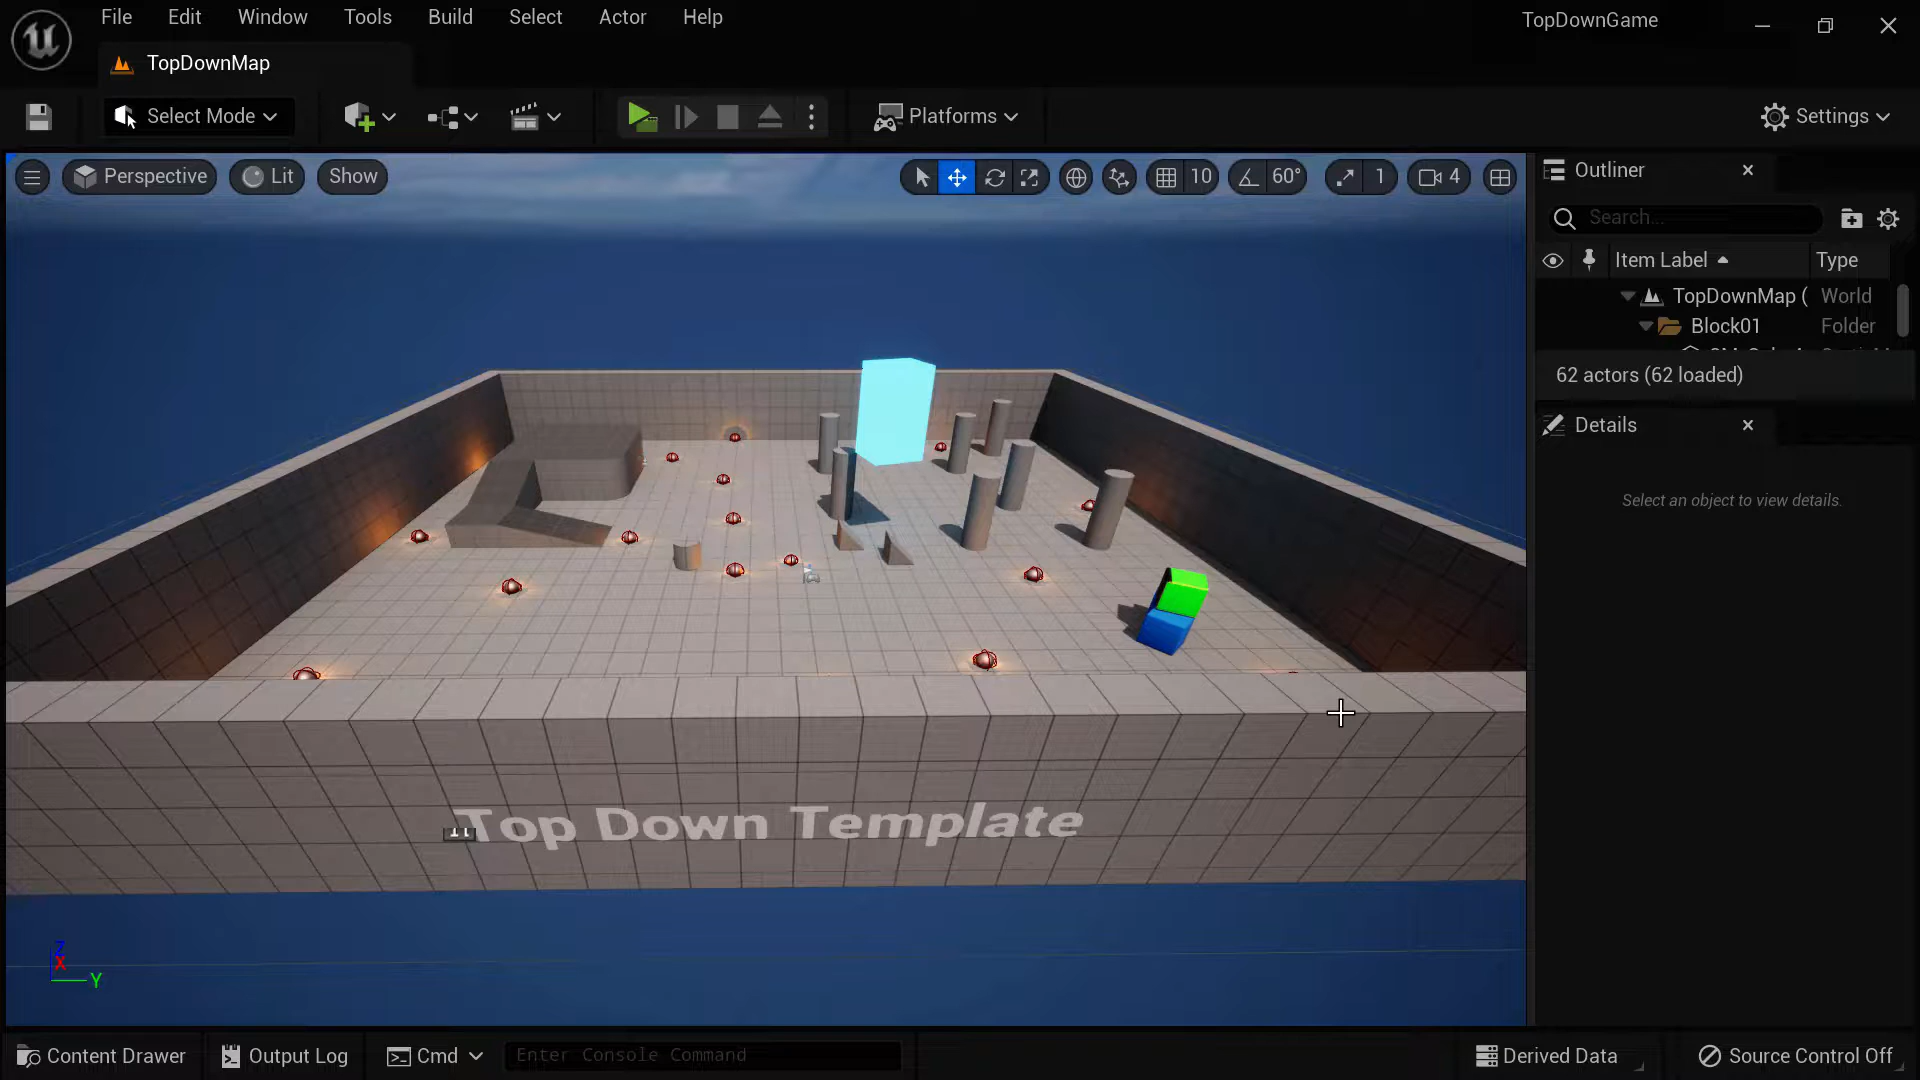 File Edit Window Tools Build Select Actor Help TopDownGame
TopDownMap
Select Mode Platforms Settings
Perspective Lit Show 10 60° 1 4
Outliner
Search...
Item Label Type
TopDownMap ( World
Block01 Folder
62 actors (62 loaded)
Details
Select an object to view details.
Top Down Template
Z
X
Y
Content Drawer Output Log Cmd Enter Console Command Derived Data Source Control Off